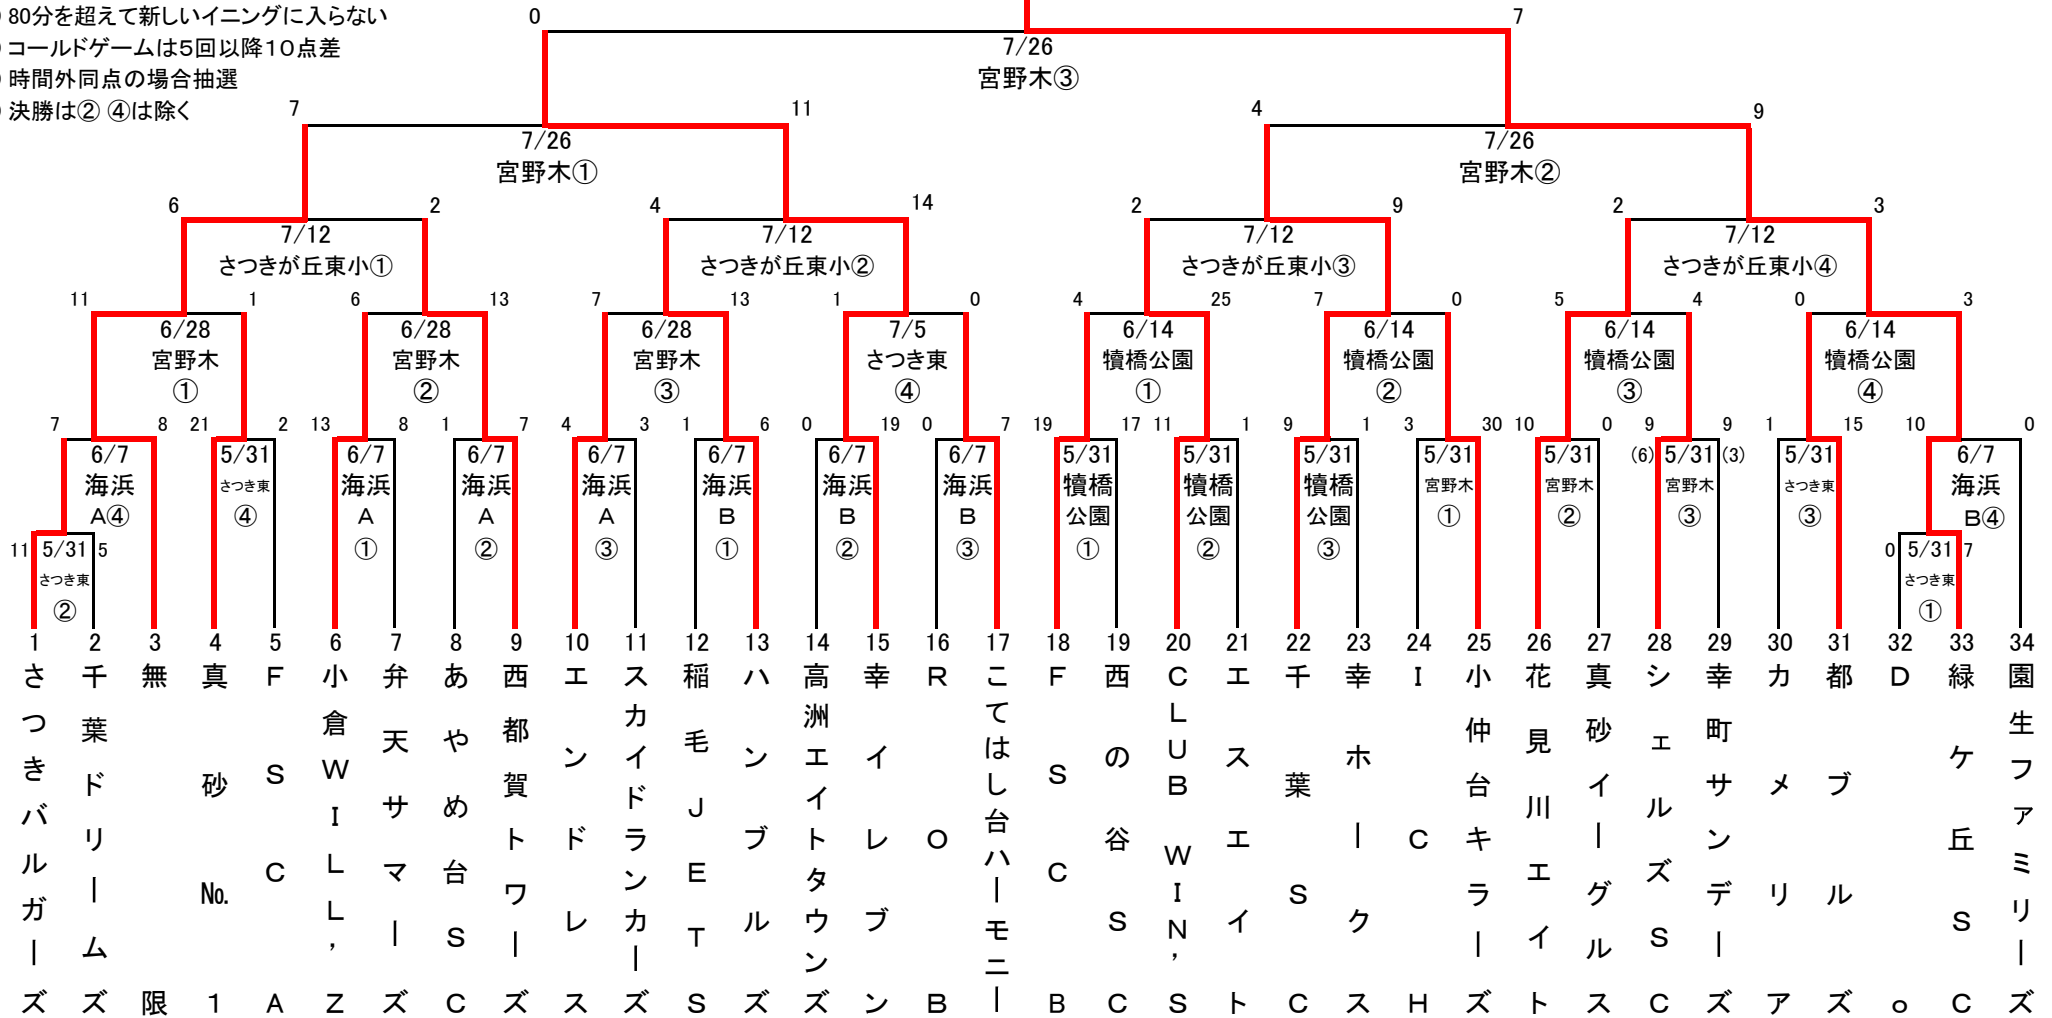 80分を超えて新しいイニングに入らない
コールドゲームは5回以降10点差
時間外同点の場合抽選
決勝は② ④は除く
0 7
7/26
宮野木③
7 11 4 9
7/26 7/26
宮野木① 宮野木②
6 2 4 14 2 9 2 3
7/12 7/12 7/12 7/12
さつきが丘東小① さつきが丘東小② さつきが丘東小③ さつきが丘東小④
11 1 6 13 7 13 1 0 4 25 7 0 5 4 0 3
6/28 6/28 6/28 7/5 6/14 6/14 6/14 6/14
宮野木 宮野木 宮野木 さつき東 犢橋公園 犢橋公園 犢橋公園 犢橋公園
① ② ③ ④ ① ② ③ ④
7 8 21 2 13 8 1 7 4 3 1 6 0 19 0 7 19 17 11 1 9 1 3 30 10 0 9 9 1 15 10 0
6/7 5/31 6/7 6/7 6/7 6/7 6/7 6/7 5/31 5/31 5/31 5/31 5/31 (6) 5/31 (3) 5/31 6/7
海浜 さつき東 海浜 海浜 海浜 海浜 海浜 海浜 犢橋 犢橋 犢橋 宮野木 宮野木 宮野木 さつき東 海浜
A④ ④ A A A B B B 公園 公園 公園 ① ② ③ ③ B④
① ② ③ ① ② ③ ① ② ③
11 5/31 5 0 5/31 7
さつき東 さつき東
② ①
1 2 3 4 5 6 7 8 9 10 11 12 13 14 15 16 17 18 19 20 21 22 23 24 25 26 27 28 29 30 31 32 33 34
さつきバルガーズ
千葉ドリームズ
無限
真砂№1
FSCA
小倉WILL,Z
弁天サマーズ
あやめ台SC
西都賀トワーズ
エンドレス
スカイドランカーズ
稲毛JETS
ハンブルズ
高洲エイトタウンズ
幸イレブン
ROB
こてはし台ハーモニー
FSCB
西の谷SC
CLUB WIN,S
エスエイト
千葉SC
幸ホークス
ICH
小仲台キラーズ
花見川エイト
真砂イーグルス
シェルズSC
幸町サンデーズ
カメリア
都ブルズ
Do
緑ケ丘SC
園生ファミリーズ